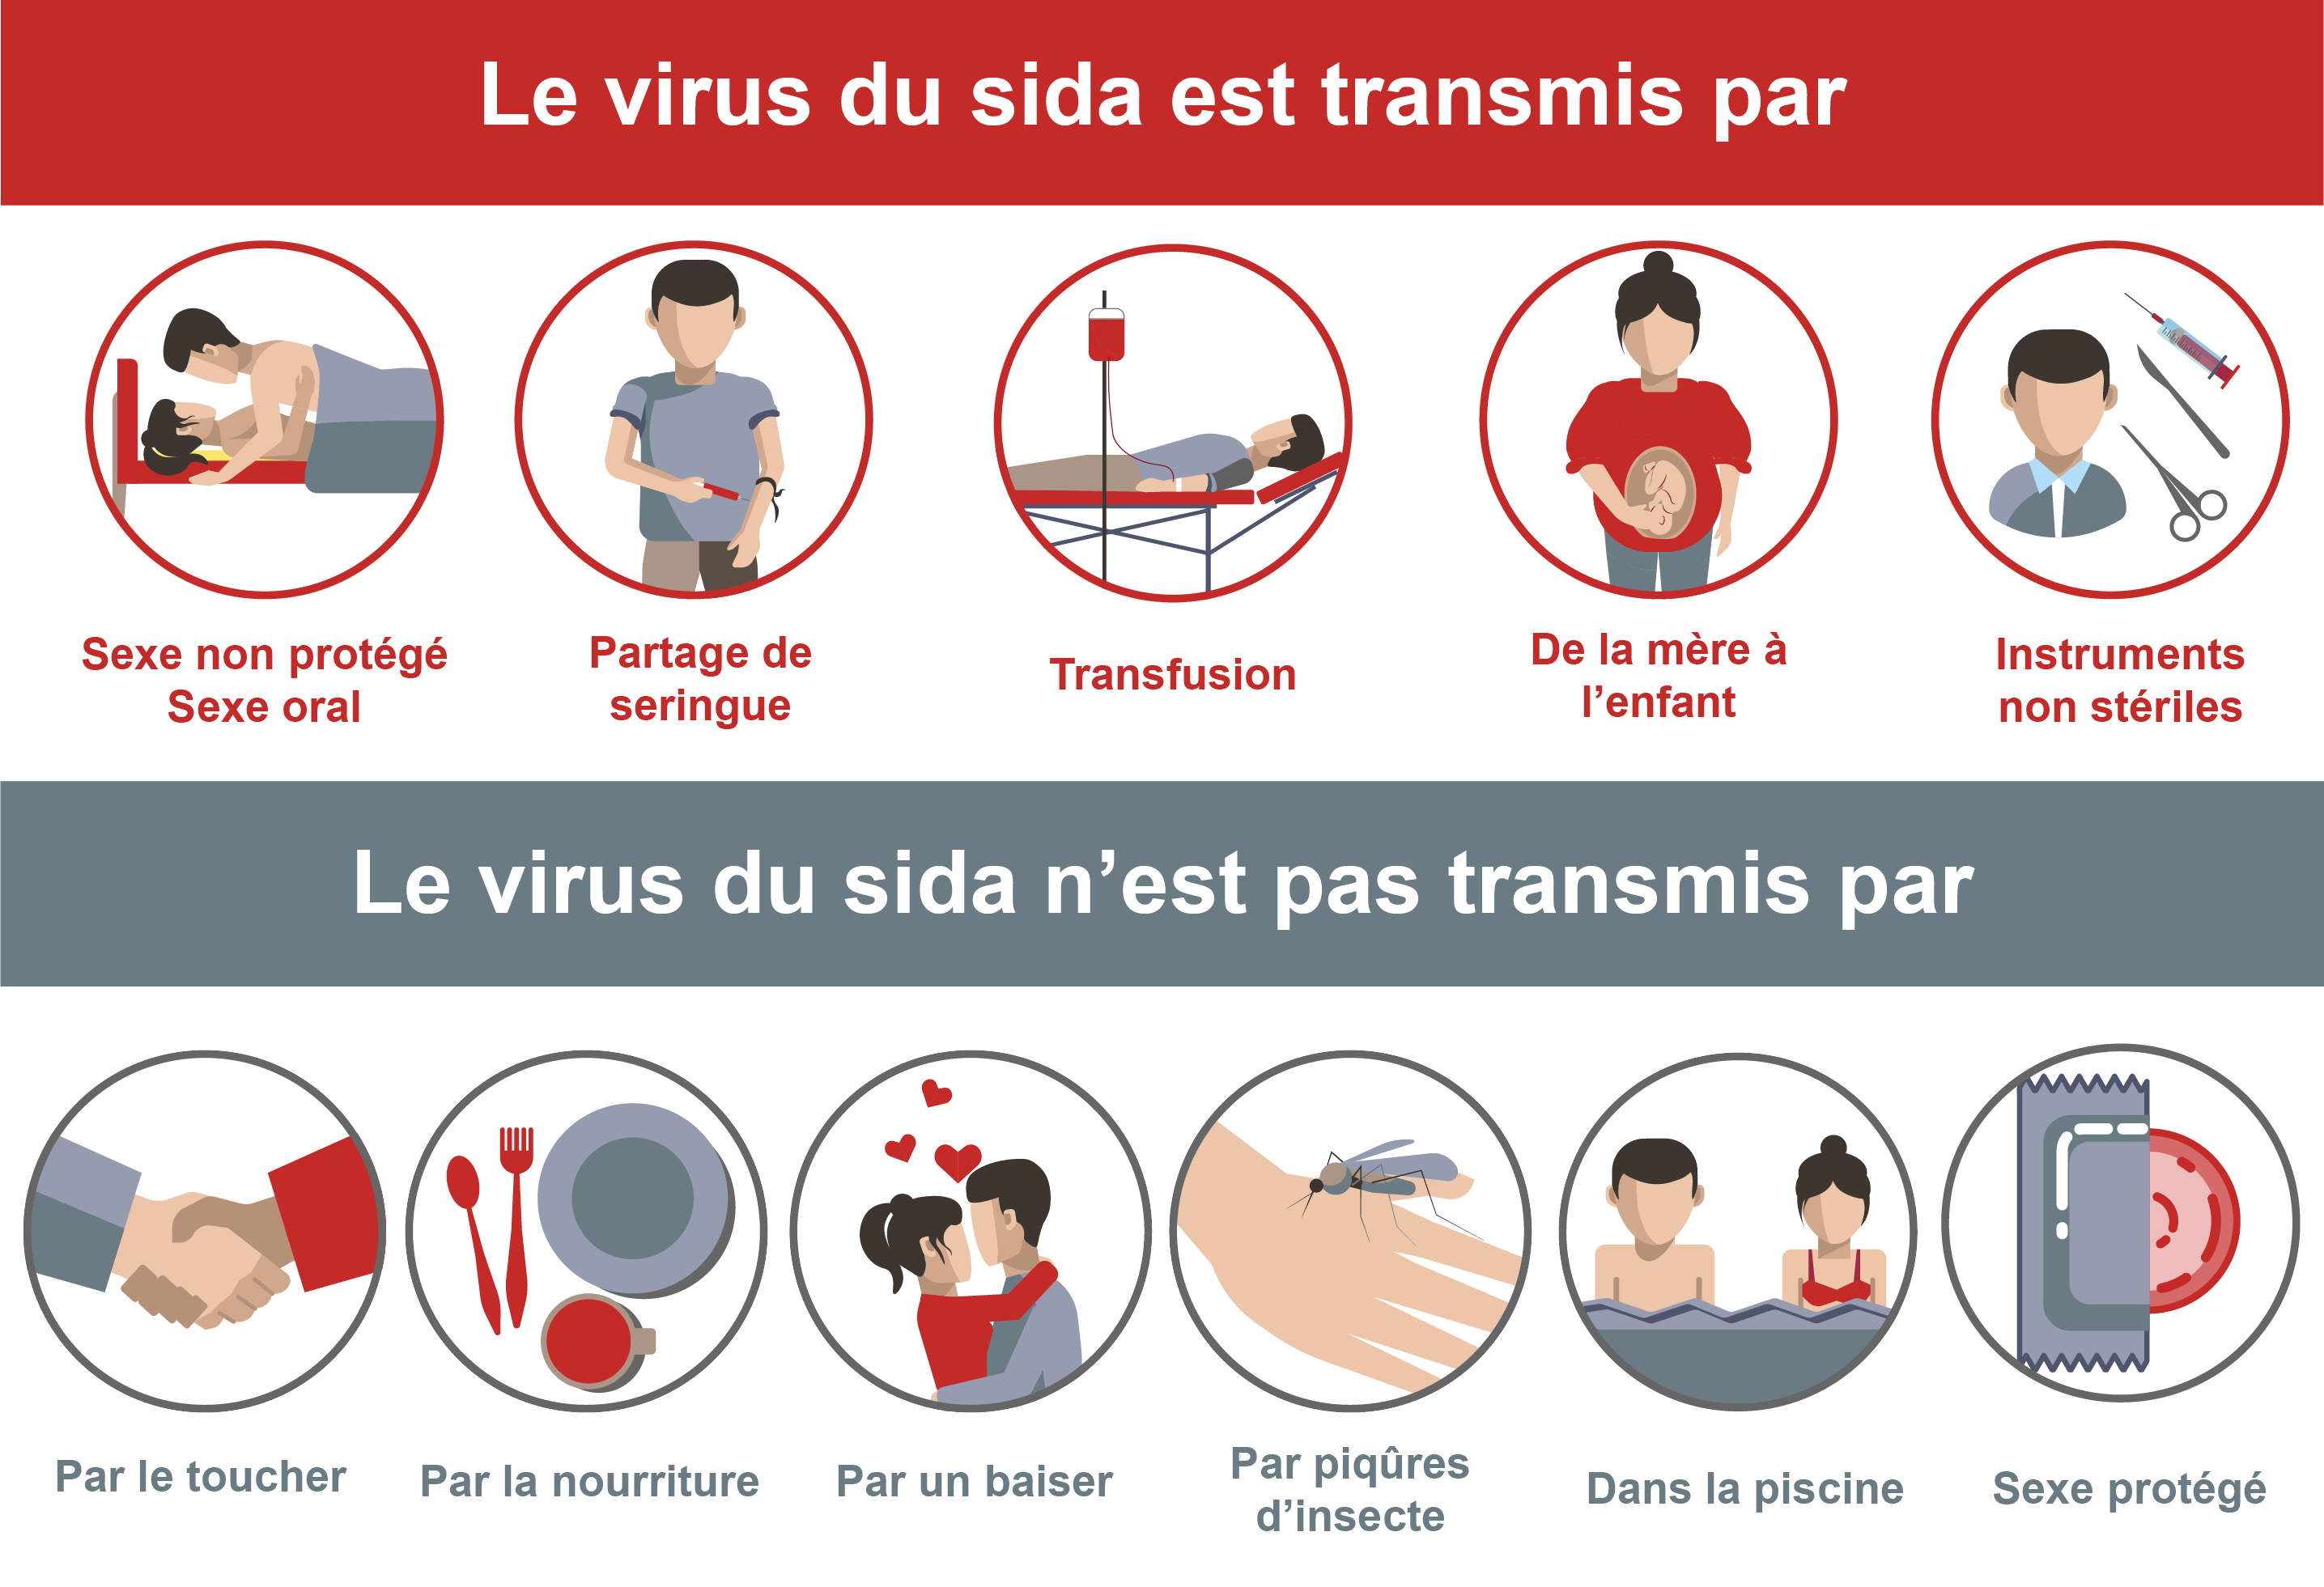 Le virus du sida est transmis par
Sexe non protégé
Sexe oral
Partage de
seringue
Transfusion
De la mère à
l’enfant
Instruments
non stériles
Le virus du sida n’est pas transmis par
Par le toucher
Par la nourriture
Par un baiser
Par piqûres
d’insecte
Dans la piscine
Sexe protégé